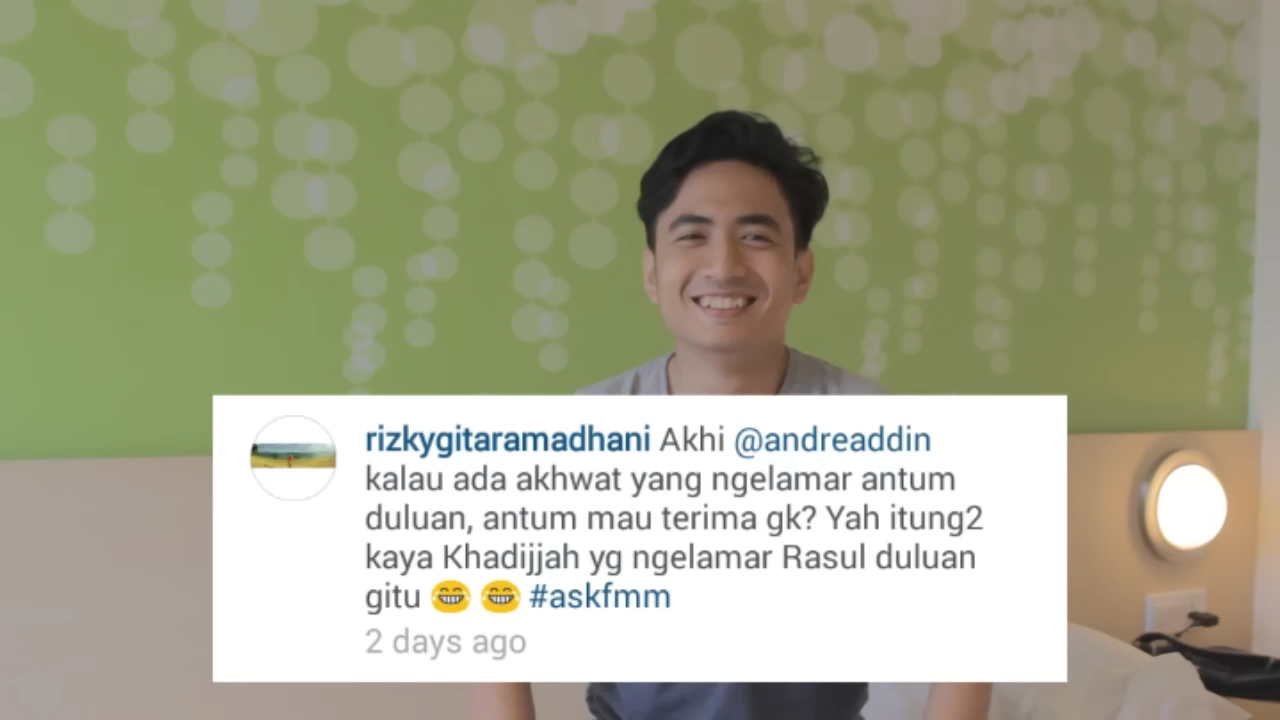 rizkygitaramadhani Akhi @andreaddin
kalau ada akhwat yang ngelamar antum
duluan, antum mau terima gk? Yah itung2
kaya Khadijjah yg ngelamar Rasul duluan
gitu 😂 😂 #askfmm
2 days ago